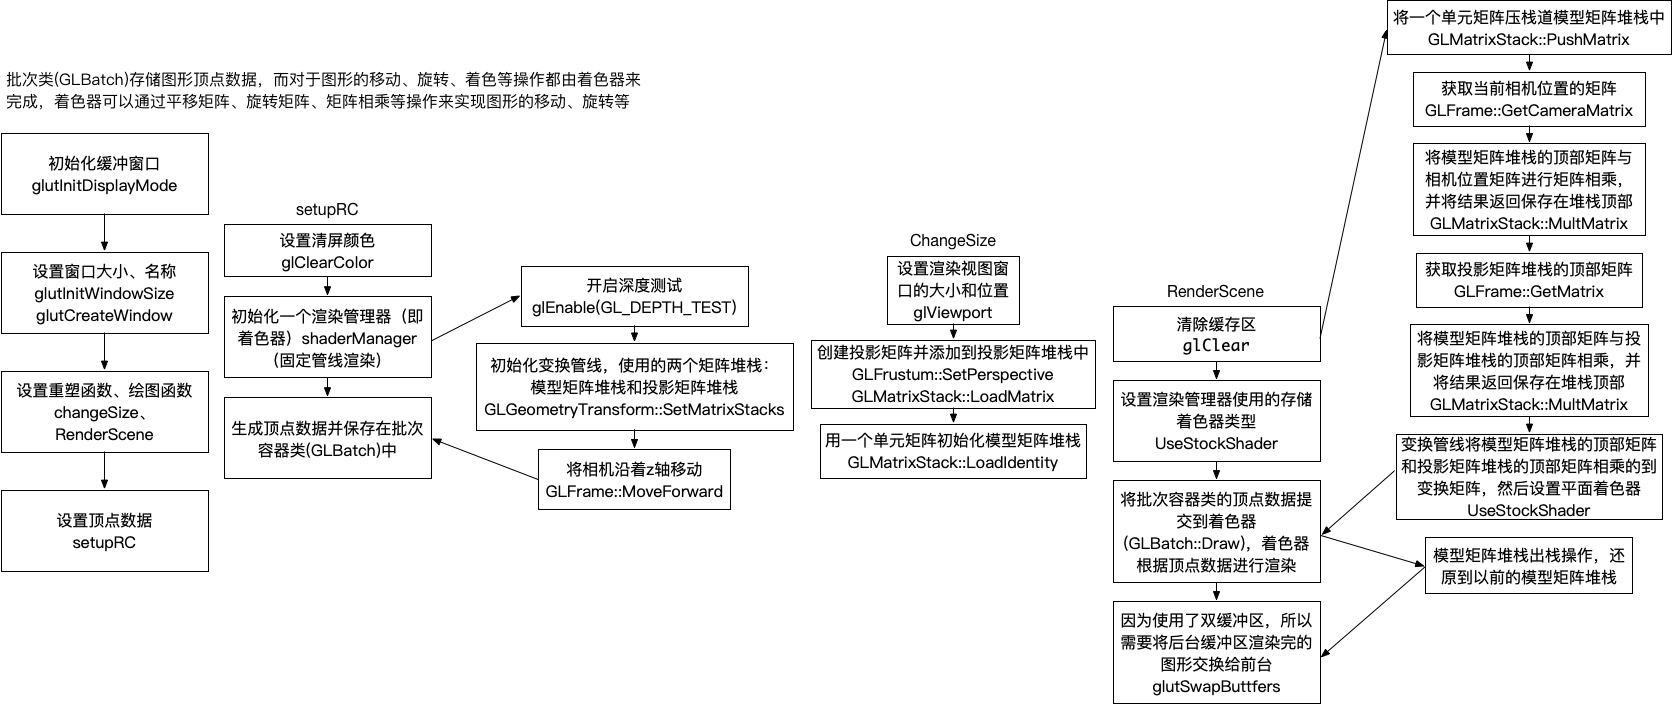 批次类(GLBatch)存储图形顶点数据，而对于图形的移动、旋转、着色等操作都由着色器来
完成，着色器可以通过平移矩阵、旋转矩阵、矩阵相乘等操作来实现图形的移动、旋转等
初始化缓冲窗口
glutInitDisplayMode
设置窗口大小、名称
glutInitWindowSize
glutCreateWindow
设置重塑函数、绘图函数
changeSize、
RenderScene
设置顶点数据
setupRC
setupRC
设置清屏颜色
glClearColor
初始化一个渲染管理器（即
着色器）shaderManager
（固定管线渲染）
生成顶点数据并保存在批次
容器类(GLBatch)中
开启深度测试
glEnable(GL_DEPTH_TEST)
初始化变换管线，使用的两个矩阵堆栈：
模型矩阵堆栈和投影矩阵堆栈
GLGeometryTransform::SetMatrixStacks
将相机沿着z轴移动
GLFrame::MoveForward
ChangeSize
设置渲染视图窗
口的大小和位置
glViewport
创建投影矩阵并添加到投影矩阵堆栈中
GLFrustum::SetPerspective
GLMatrixStack::LoadMatrix
用一个单元矩阵初始化模型矩阵堆栈
GLMatrixStack::LoadIdentity
RenderScene
清除缓存区
glClear
设置渲染管理器使用的存储
着色器类型
UseStockShader
将批次容器类的顶点数据提
交到着色器
(GLBatch::Draw)，着色器
根据顶点数据进行渲染
因为使用了双缓冲区，所以
需要将后台缓冲区渲染完的
图形交换给前台
glutSwapButtfers
将一个单元矩阵压栈道模型矩阵堆栈中
GLMatrixStack::PushMatrix
获取当前相机位置的矩阵
GLFrame::GetCameraMatrix
将模型矩阵堆栈的顶部矩阵与
相机位置矩阵进行矩阵相乘，
并将结果返回保存在堆栈顶部
GLMatrixStack::MultMatrix
获取投影矩阵堆栈的顶部矩阵
GLFrame::GetMatrix
将模型矩阵堆栈的顶部矩阵与投
影矩阵堆栈的顶部矩阵相乘，并
将结果返回保存在堆栈顶部
GLMatrixStack::MultMatrix
变换管线将模型矩阵堆栈的顶部矩阵
和投影矩阵堆栈的顶部矩阵相乘的到
变换矩阵，然后设置平面着色器
UseStockShader
模型矩阵堆栈出栈操作，还
原到以前的模型矩阵堆栈